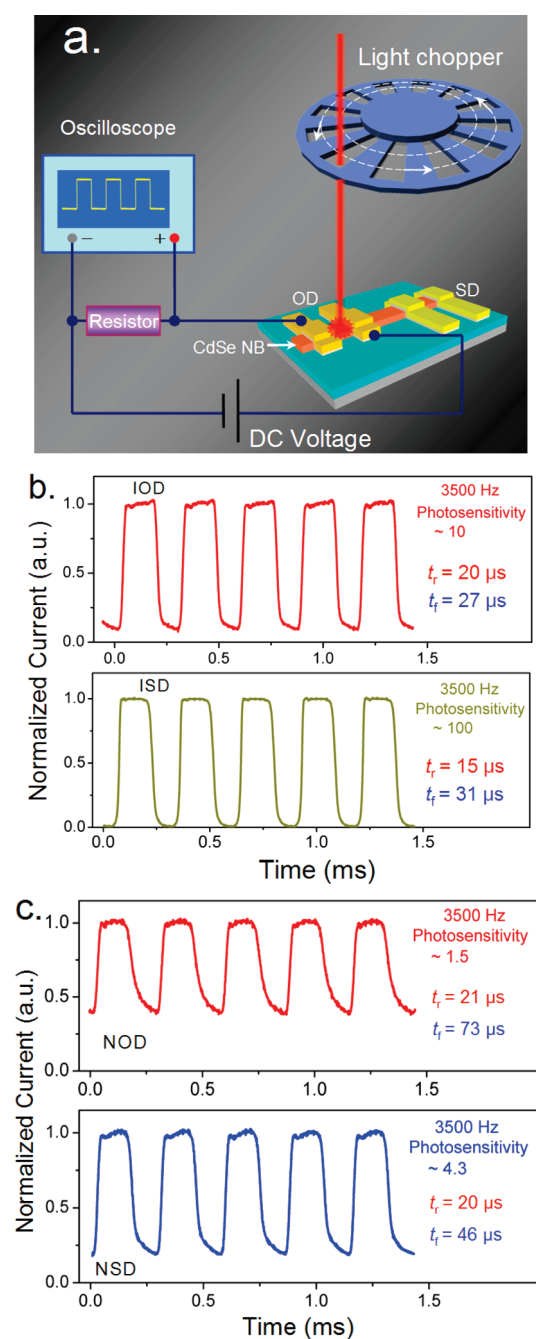 a.
Light chopper
Oscilloscope
− +
OD
SD
Resistor
CdSe NB
DC Voltage
b.
Normalized Current (a.u.)
IOD
3500 Hz
Photosensitivity
~ 10
tr = 20 µs
tf = 27 µs
1.0
0.5
0.0
0.0 0.5 1.0 1.5
ISD
3500 Hz
Photosensitivity
~ 100
tr = 15 µs
tf = 31 µs
1.0
0.5
0.0
0.0 0.5 1.0 1.5
Time (ms)
c.
Normalized Current (a.u.)
3500 Hz
Photosensitivity
~ 1.5
tr = 21 µs
tf = 73 µs
NOD
1.0
0.5
0.0
0.0 0.5 1.0 1.5
3500 Hz
Photosensitivity
~ 4.3
tr = 20 µs
tf = 46 µs
NSD
1.0
0.5
0.0
0.0 0.5 1.0 1.5
Time (ms)